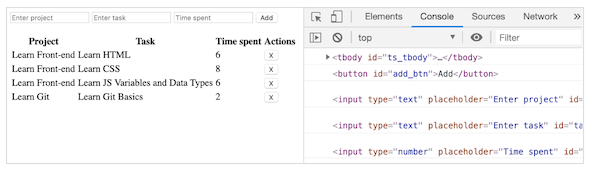 Enter project Enter task Time spent Add
Project Task Time spent Actions
Learn Front-end Learn HTML 6 x
Learn Front-end Learn CSS 8 x
Learn Front-end Learn JS Variables and Data Types 6 x
Learn Git Learn Git Basics 2 x
Elements Console Sources Network »
top Filter
<tbody id="ts_tbody">…</tbody>
<button id="add_btn">Add</button>
<input type="text" placeholder="Enter project" id=
<input type="text" placeholder="Enter task" id="ta
<input type="number" placeholder="Time spent" id=